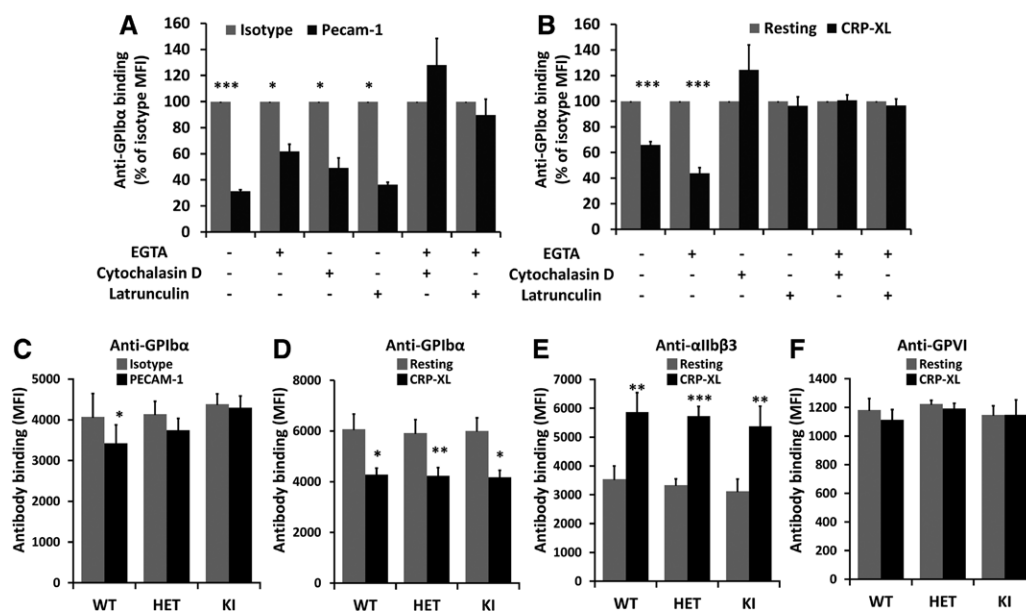 A
Isotype Pecam-1
***
*
*
*
Anti-GPIbα binding
(% of isotype MFI)
160
140
120
100
80
60
40
20
0
EGTA - + - - + +
Cytochalasin D - - + - + -
Latrunculin - - - + - +
B
Resting CRP-XL
***
***
Anti-GPIbα binding
(% of isotype MFI)
160
140
120
100
80
60
40
20
0
EGTA - + - - + +
Cytochalasin D - - + - + -
Latrunculin - - - + - +
C
Anti-GPIbα
Isotype
PECAM-1
*
Antibody binding (MFI)
5000
4000
3000
2000
1000
0
WT HET KI
D
Anti-GPIbα
Resting
CRP-XL
*
**
*
Antibody binding (MFI)
8000
6000
4000
2000
0
WT HET KI
E
Anti-αIIbβ3
Resting
CRP-XL
**
***
**
Antibody binding (MFI)
7000
6000
5000
4000
3000
2000
1000
0
WT HET KI
F
Anti-GPVI
Resting
CRP-XL
Antibody binding (MFI)
1400
1200
1000
800
600
400
200
0
WT HET KI